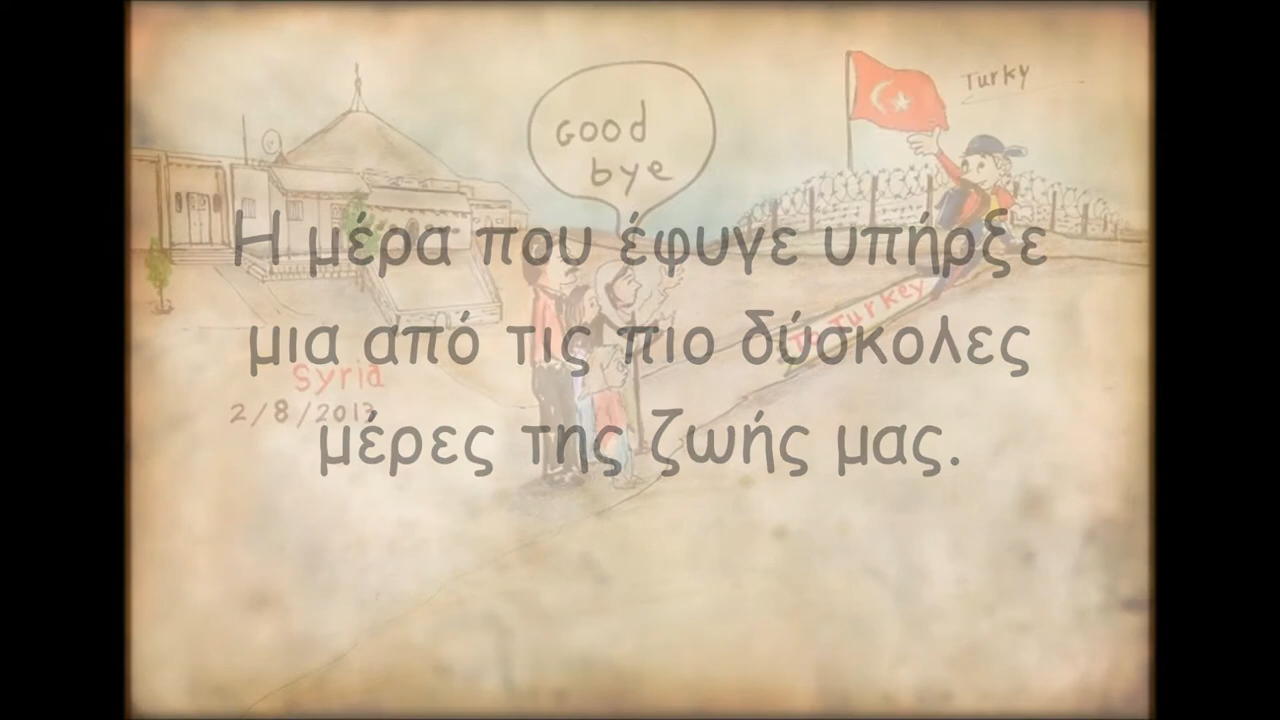 Good
bye
Turky
Η μέρα που έφυγε υπήρξε
μια από τις πιο δύσκολες
μέρες της ζωής μας.
To Turkey
Syria
2/8/2013